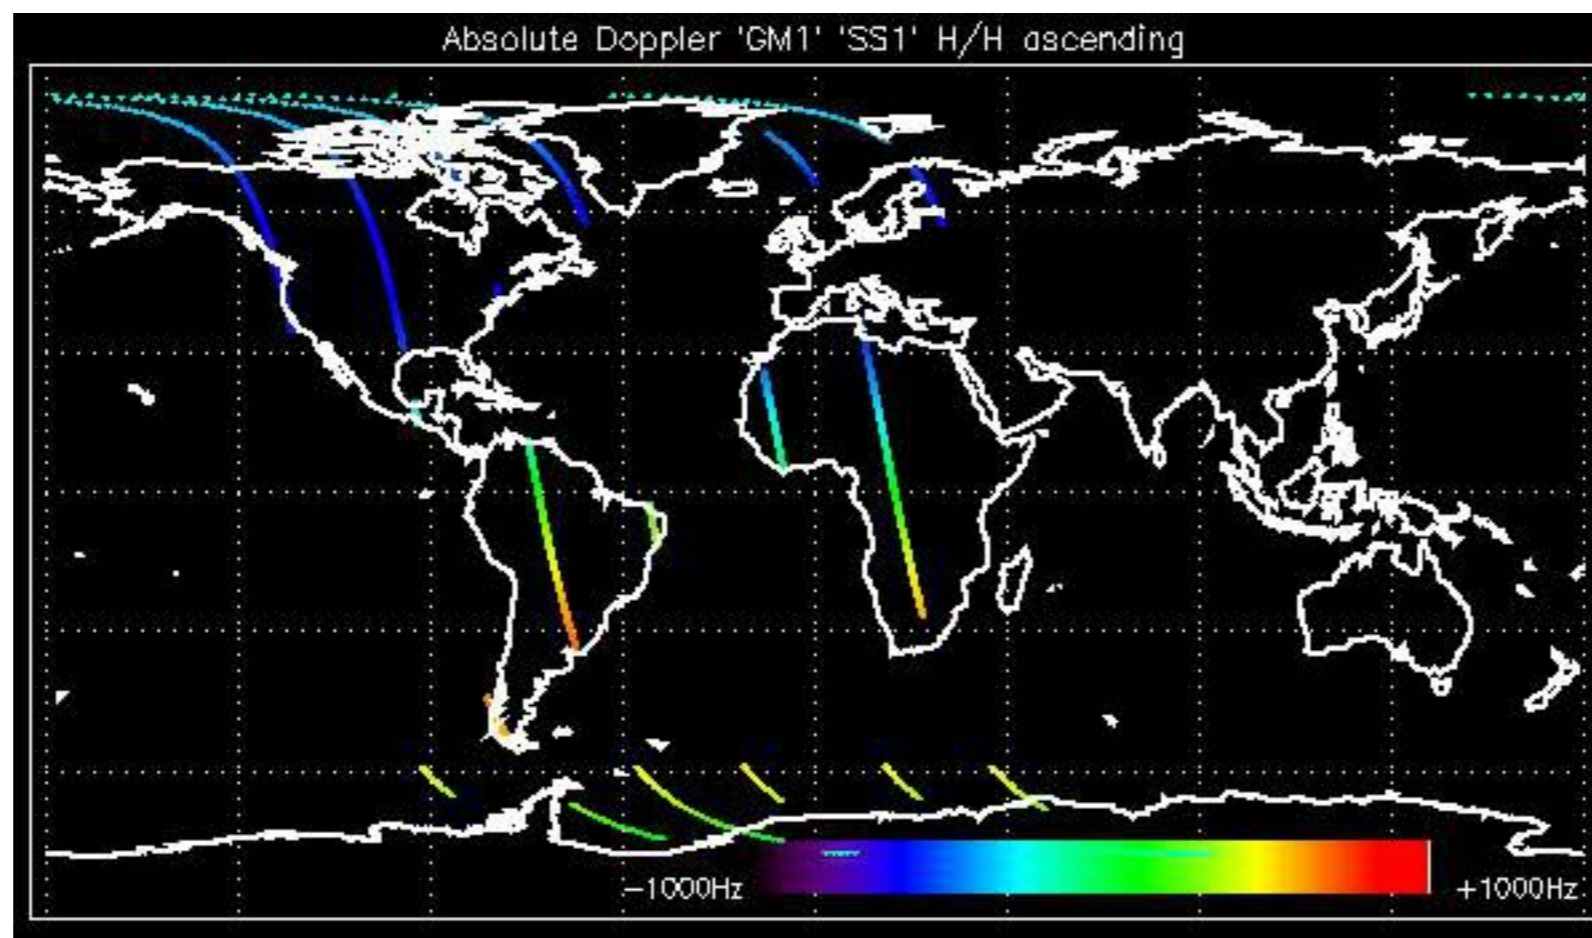 Absolute Doppler 'GM1' 'SS1' H/H ascending
−1000Hz
+1000Hz